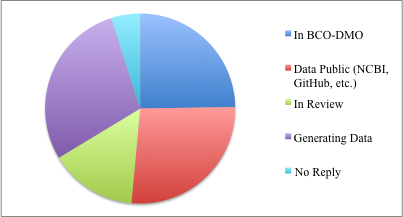 In BCO-DMO
Data Public (NCBI,
GitHub, etc.)
In Review
Generating Data
No Reply